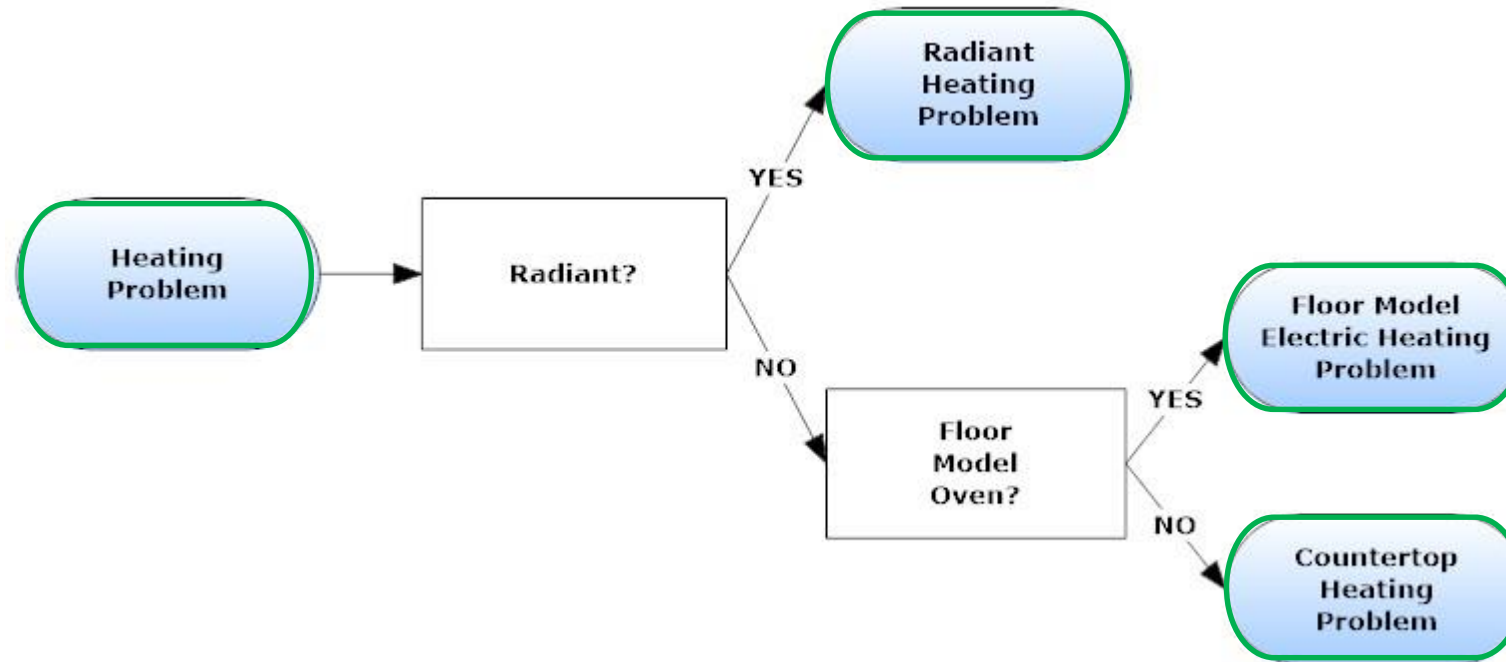 Heating
Problem
Radiant?
YES
Radiant
Heating
Problem
NO
Floor
Model
Oven?
YES
Floor Model
Electric Heating
Problem
NO
Countertop
Heating
Problem